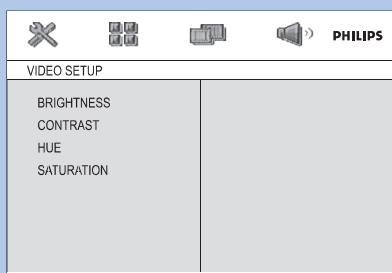 PHILIPS
VIDEO SETUP
BRIGHTNESS
CONTRAST
HUE
SATURATION